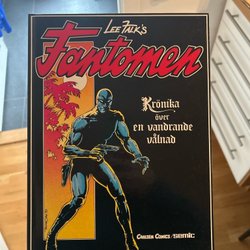 LEE FALK'S
Fantomen
Krönika
över
en vandrande
vålnad
CARLSEN COMICS/SEMIC